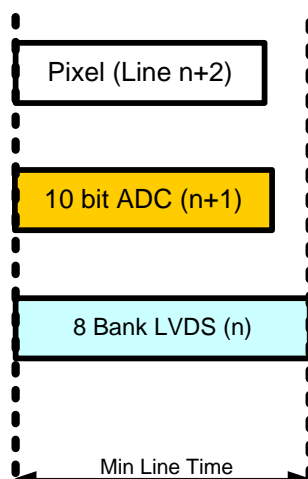 Pixel (Line n+2)
10 bit ADC (n+1)
8 Bank LVDS (n)
Min Line Time